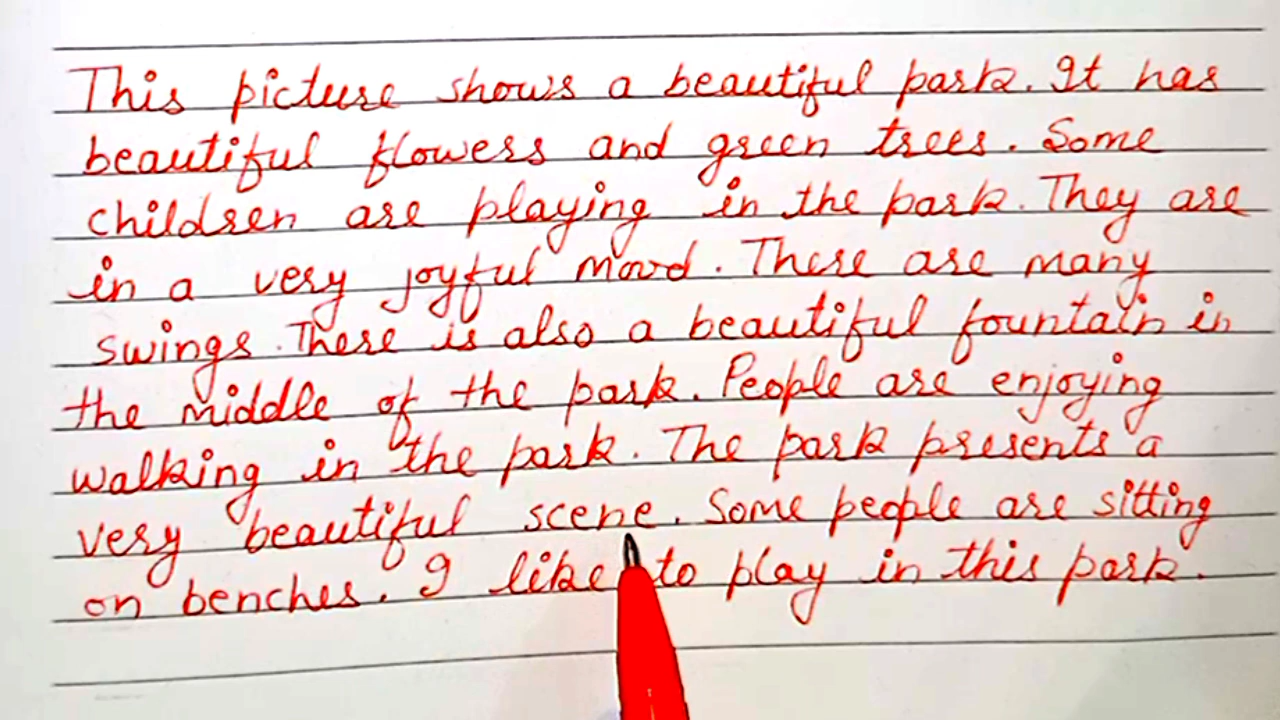 This picture shows a beautiful park. It has
beautiful flowers and green trees. Some
children are playing in the park. They are
in a very joyful mood. There are many
swings. There is also a beautiful fountain in
the middle of the park. People are enjoying
walking in the park. The park presents a
very beautiful scene. Some people are sitting
on benches. I like to play in this park.